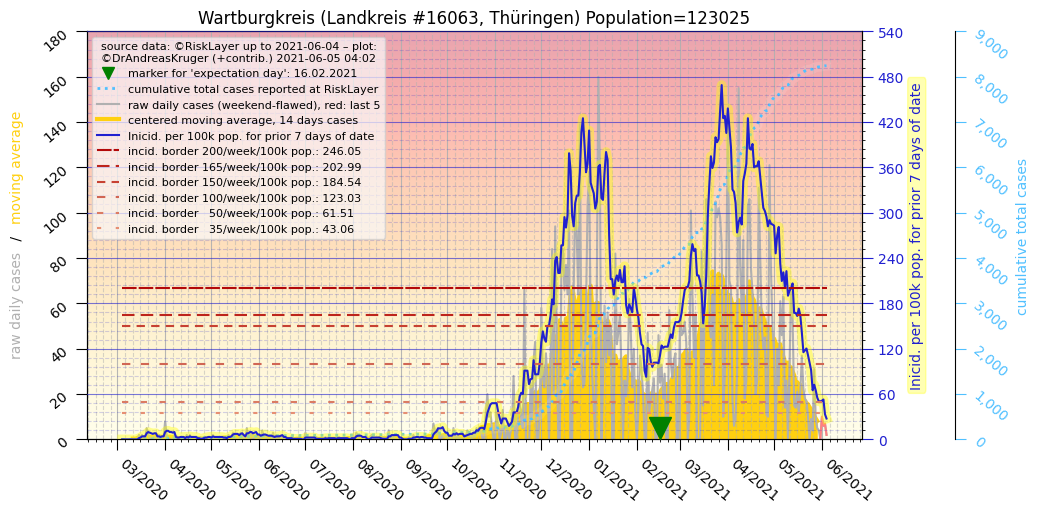 Wartburgkreis (Landkreis #16063, Thüringen) Population=123025
source data: ©RiskLayer up to 2021-06-04 – plot:
©DrAndreasKruger (+contrib.) 2021-06-05 04:02
marker for 'expectation day': 16.02.2021
cumulative total cases reported at RiskLayer
raw daily cases (weekend-flawed), red: last 5
centered moving average, 14 days cases
Inicid. per 100k pop. for prior 7 days of date
incid. border 200/week/100k pop.: 246.05
incid. border 165/week/100k pop.: 202.99
incid. border 150/week/100k pop.: 184.54
incid. border 100/week/100k pop.: 123.03
incid. border 50/week/100k pop.: 61.51
incid. border 35/week/100k pop.: 43.06
raw daily cases / moving average
180
160
140
120
100
80
60
40
20
0
03/2020
04/2020
05/2020
06/2020
07/2020
08/2020
09/2020
10/2020
11/2020
12/2020
01/2021
02/2021
03/2021
04/2021
05/2021
06/2021
540
480
420
360
300
240
180
120
60
0
Inicid. per 100k pop. for prior 7 days of date
9,000
8,000
7,000
6,000
5,000
4,000
3,000
2,000
1,000
0
cumulative total cases